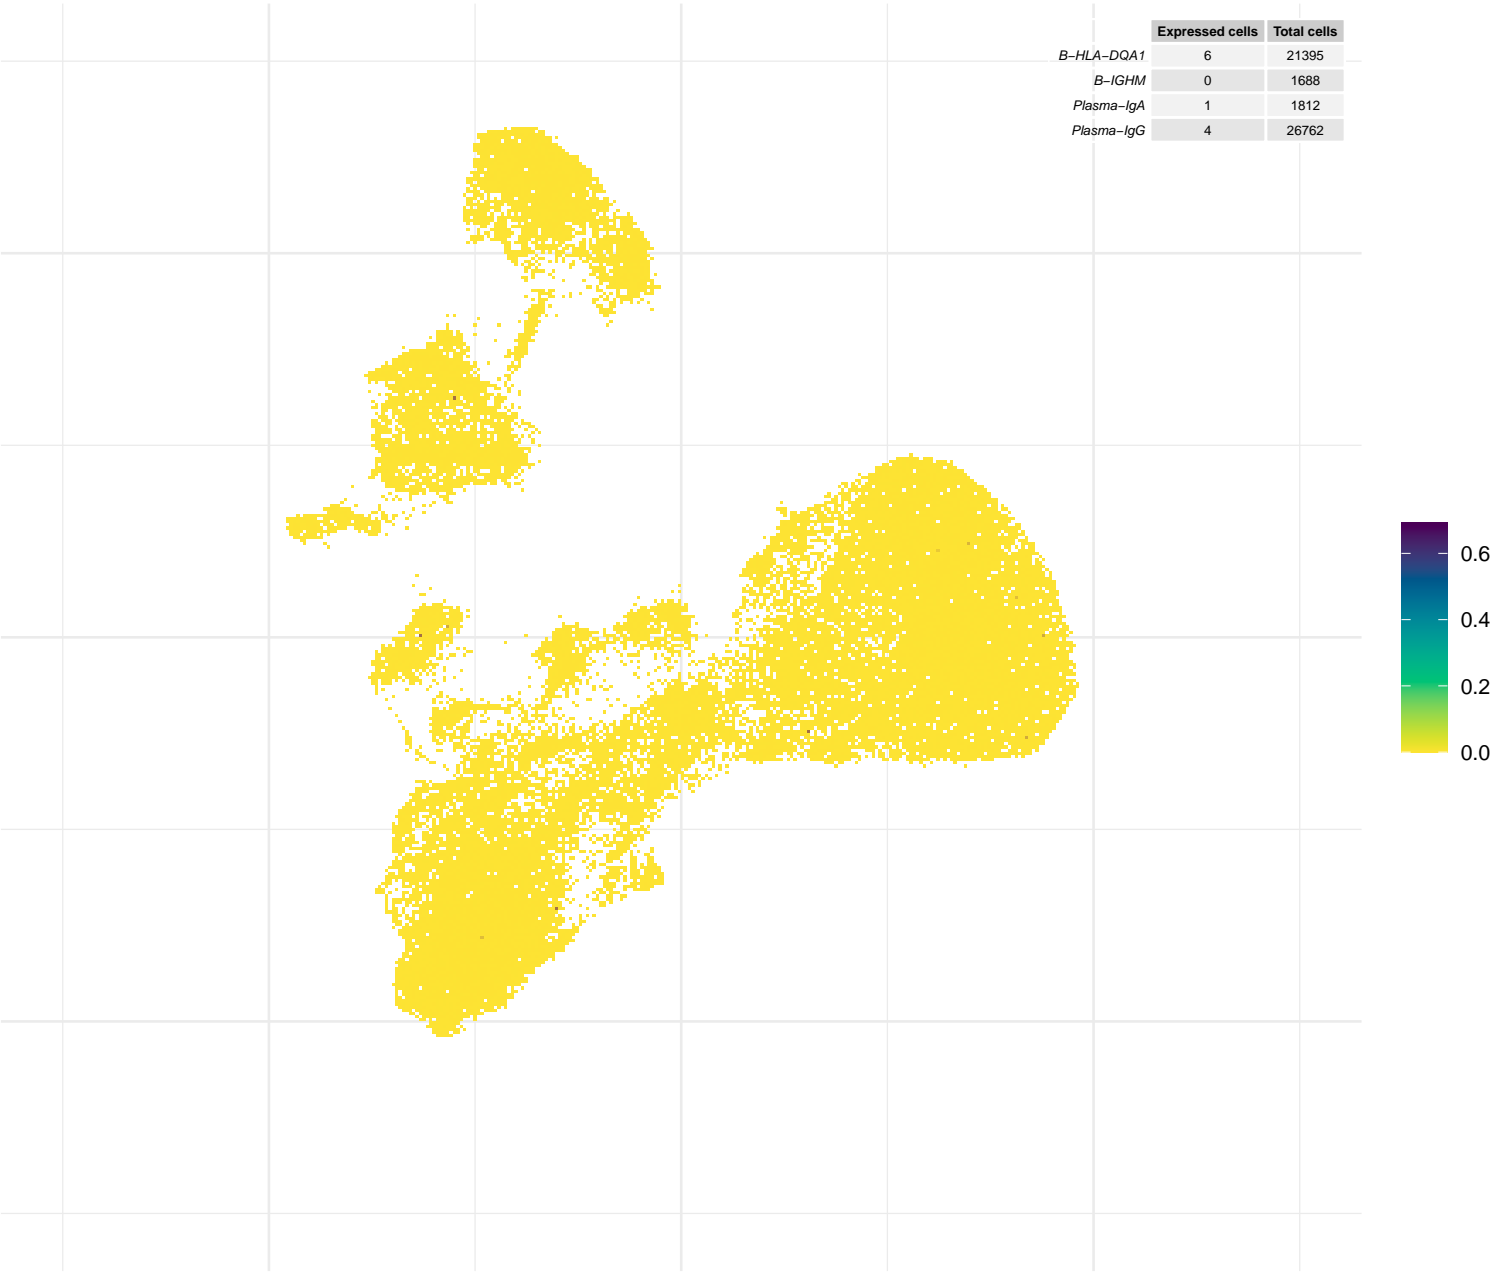 Expressed cells Total cells
B−HLA−DQA1 6 21395
B−IGHM 0 1688
Plasma−IgA 1 1812
Plasma−IgG 4 26762
0.6
0.4
0.2
0.0